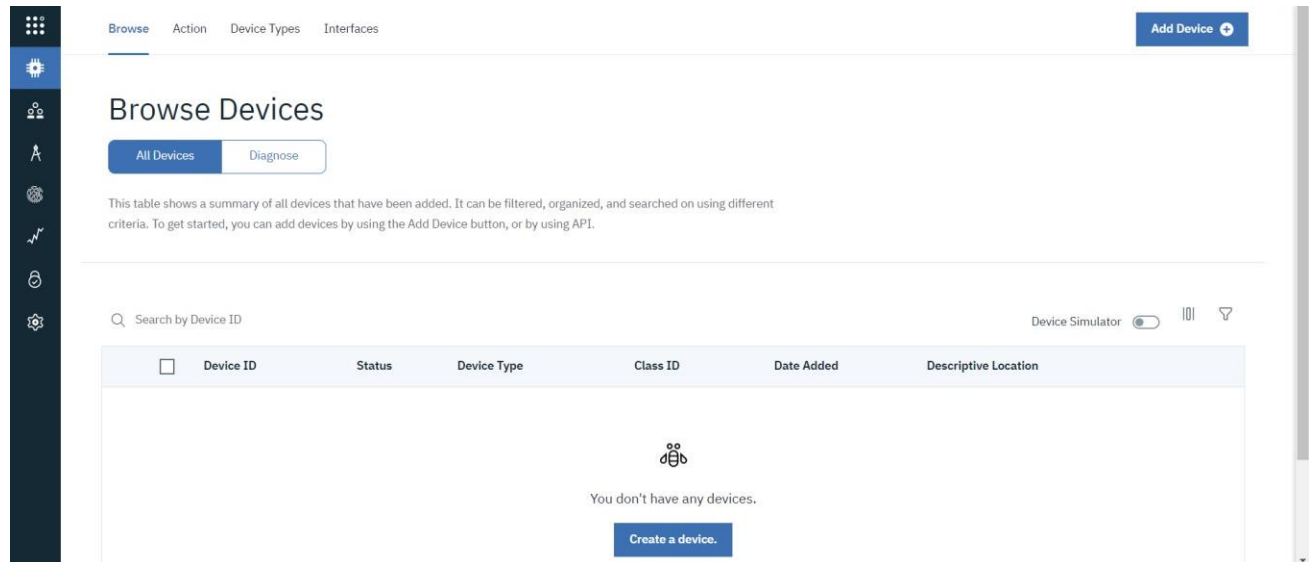 Browse Action Device Types Interfaces
Add Device
Browse Devices
All Devices Diagnose
This table shows a summary of all devices that have been added. It can be filtered, organized, and searched on using different
criteria. To get started, you can add devices by using the Add Device button, or by using API.
Search by Device ID
Device Simulator
Device ID Status Device Type Class ID Date Added Descriptive Location
You don't have any devices.
Create a device.